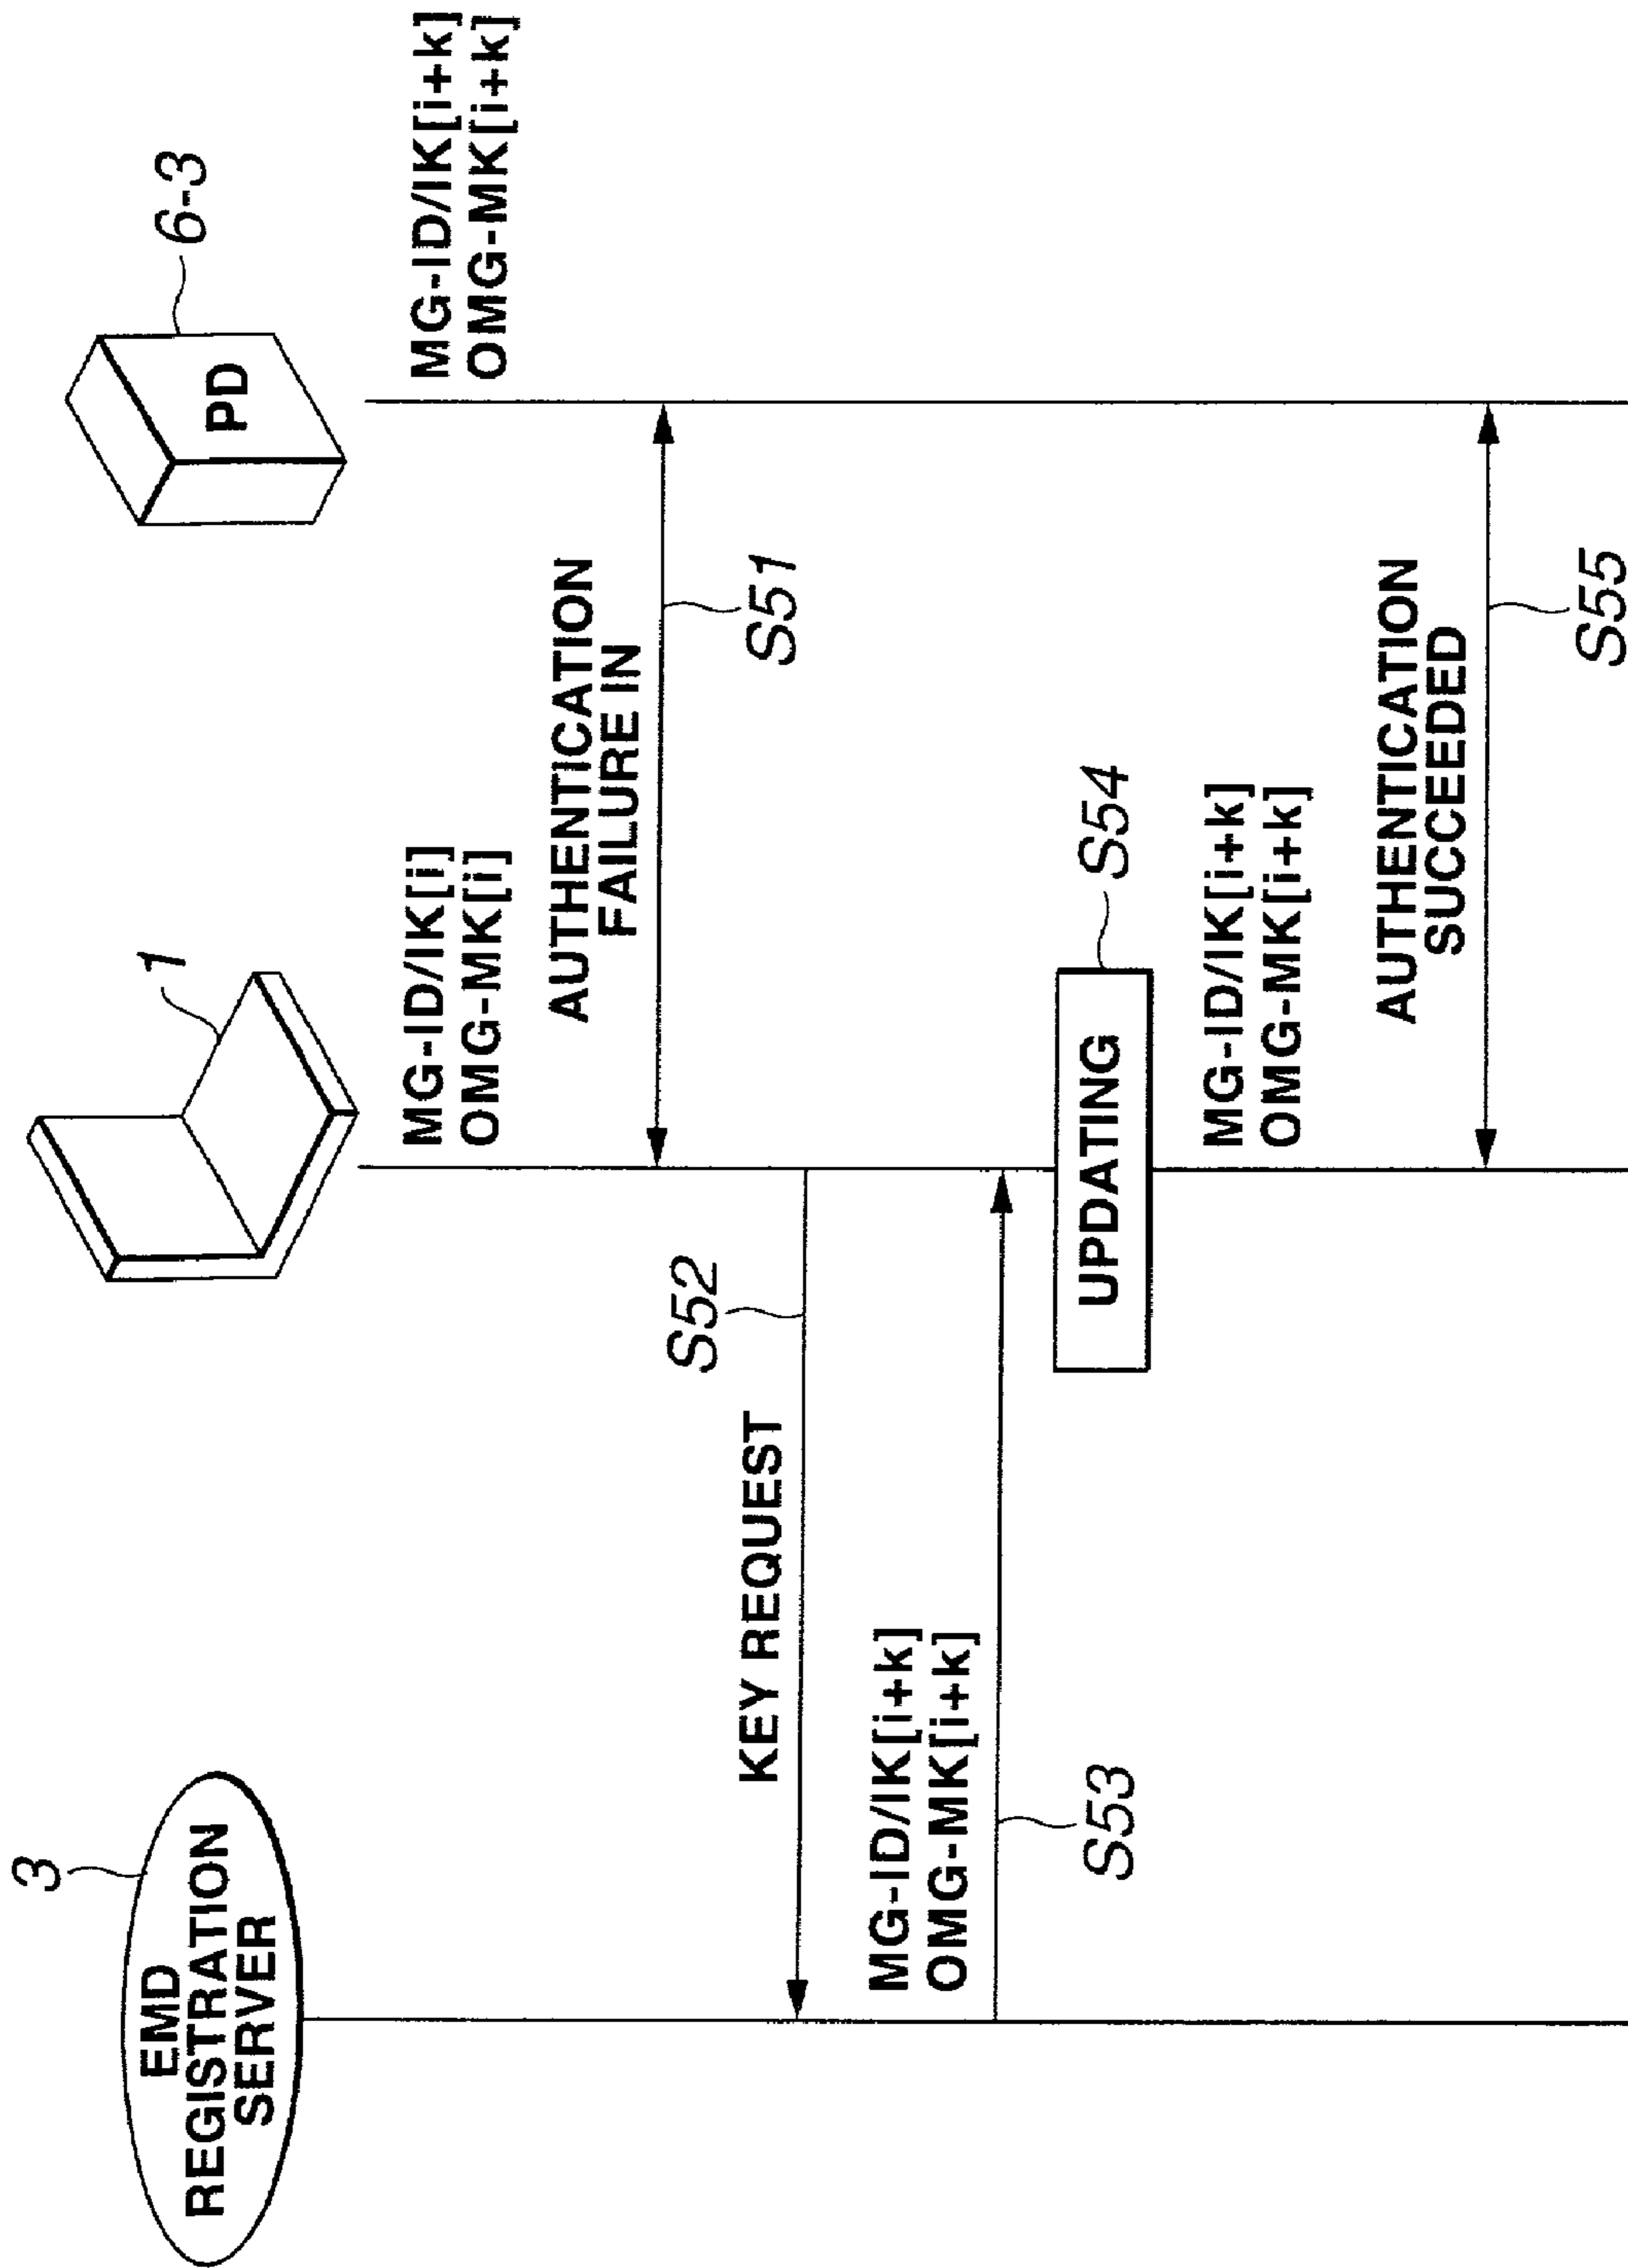 3
EMD
REGISTRATION
SERVER
1
6-3
PD
MG-ID/IK[i]
OMG-MK[i]
MG-ID/IK[i+k]
OMG-MK[i+k]
AUTHENTICATION
FAILURE IN
S51
S52
KEY REQUEST
MG-ID/IK[i+k]
OMG-MK[i+k]
S53
UPDATING
S54
MG-ID/IK[i+k]
OMG-MK[i+k]
AUTHENTICATION
SUCCEEDED
S55